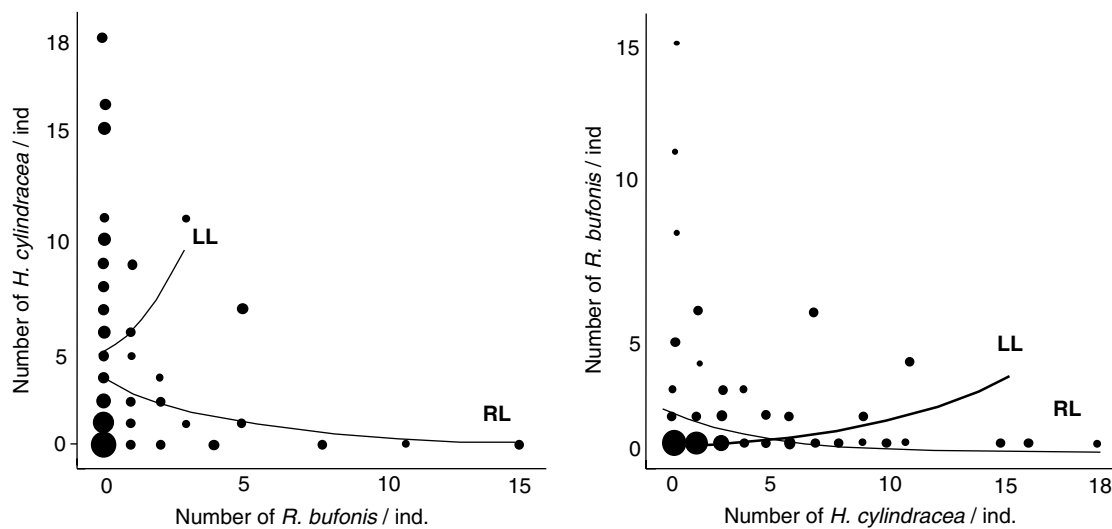 18
15
10
5
0
Number of H. cylindracea / ind
LL
RL
0
5
10
15
Number of R. bufonis / ind.
15
10
5
0
Number of R. bufonis / ind
LL
RL
0
5
10
15
18
Number of H. cylindracea / ind.